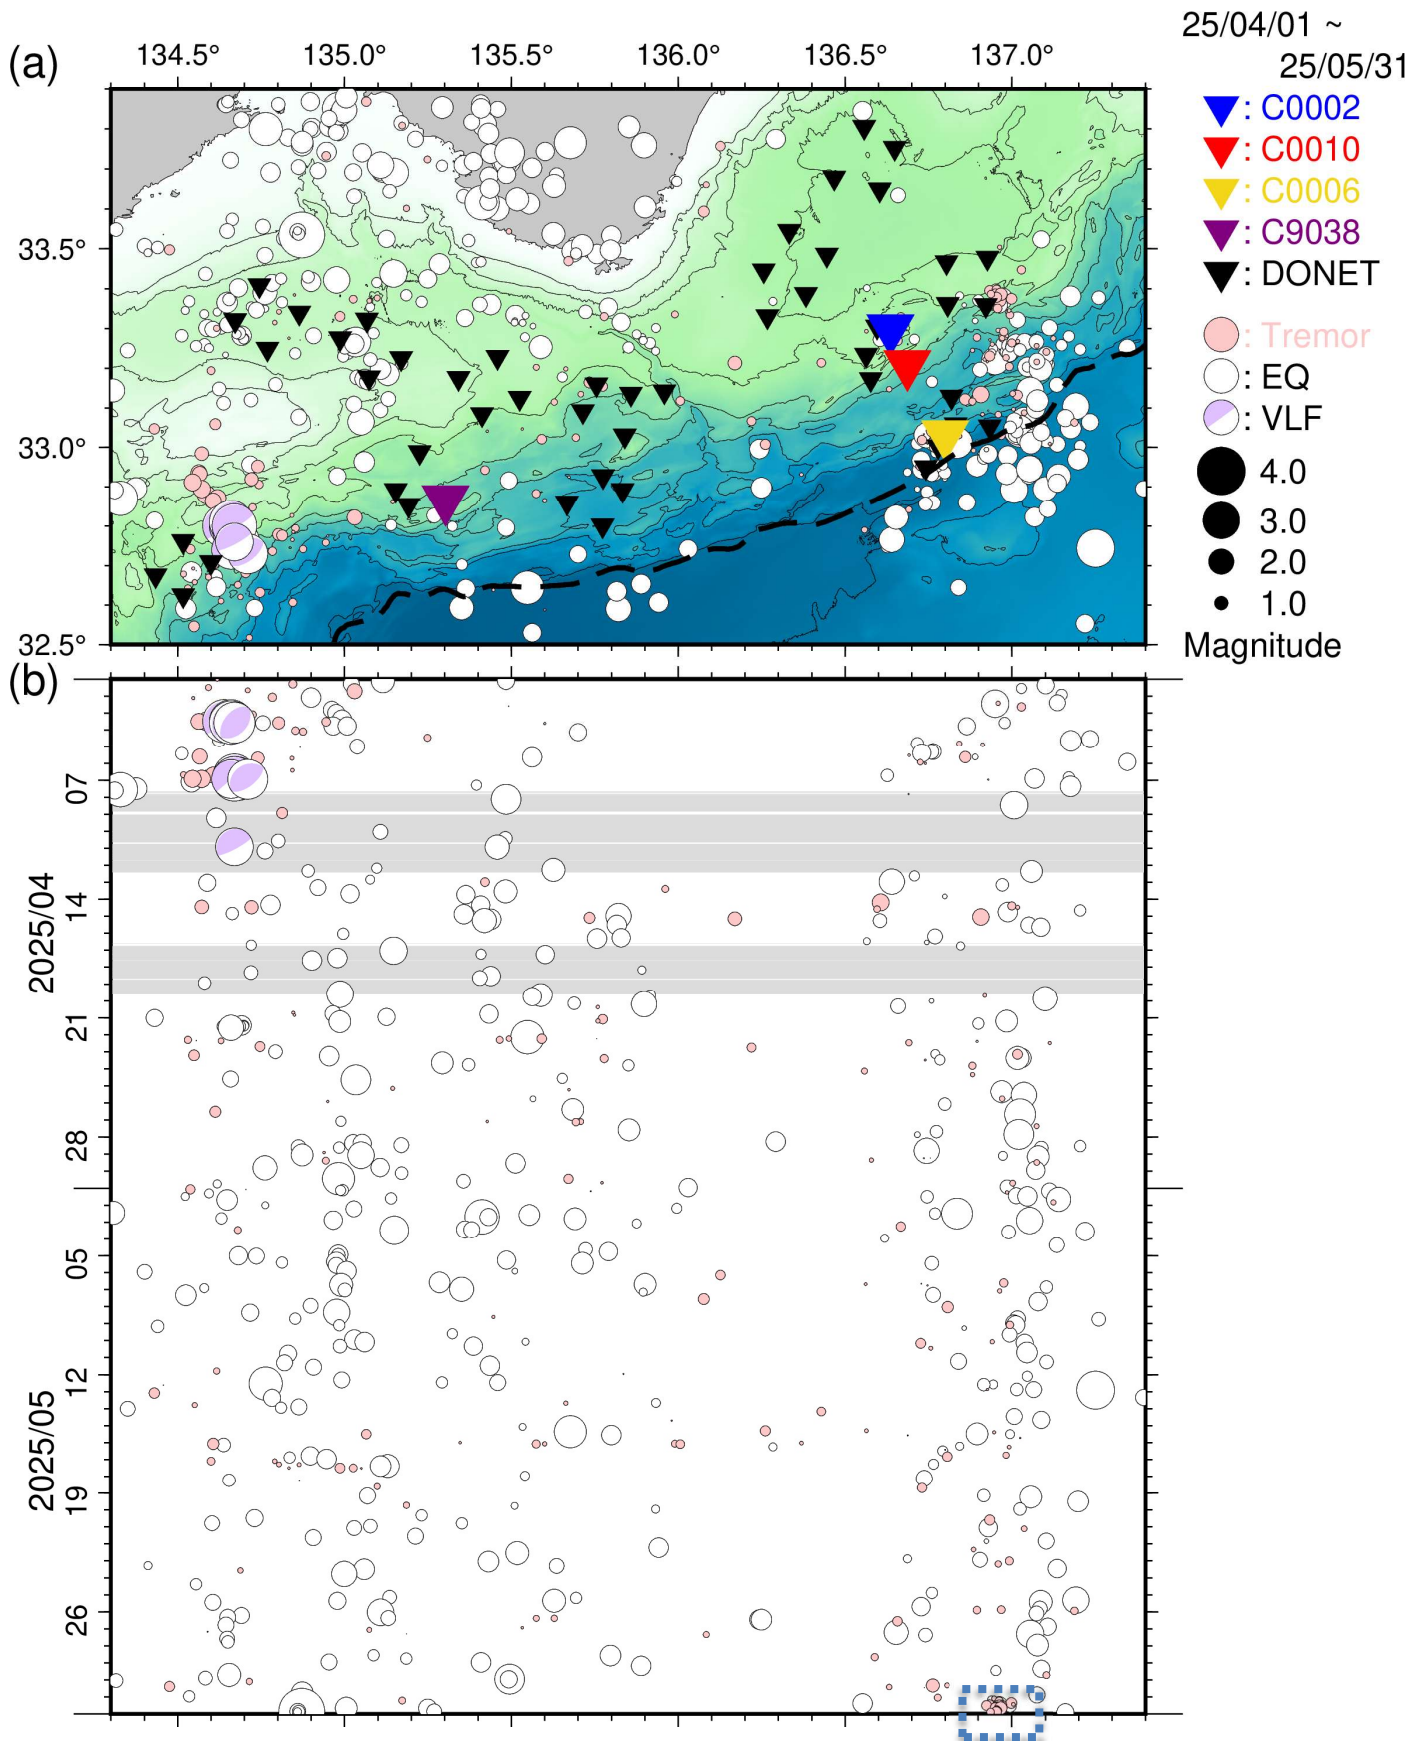 (a)
134.5° 135.0° 135.5° 136.0° 136.5° 137.0°
33.5°
33.0°
32.5°
25/04/01 ~
25/05/31
: C0002
: C0010
: C0006
: C9038
: DONET
: Tremor
: EQ
: VLF
4.0
3.0
2.0
1.0
Magnitude
(b)
2025/04
07
14
21
28
2025/05
05
12
19
26